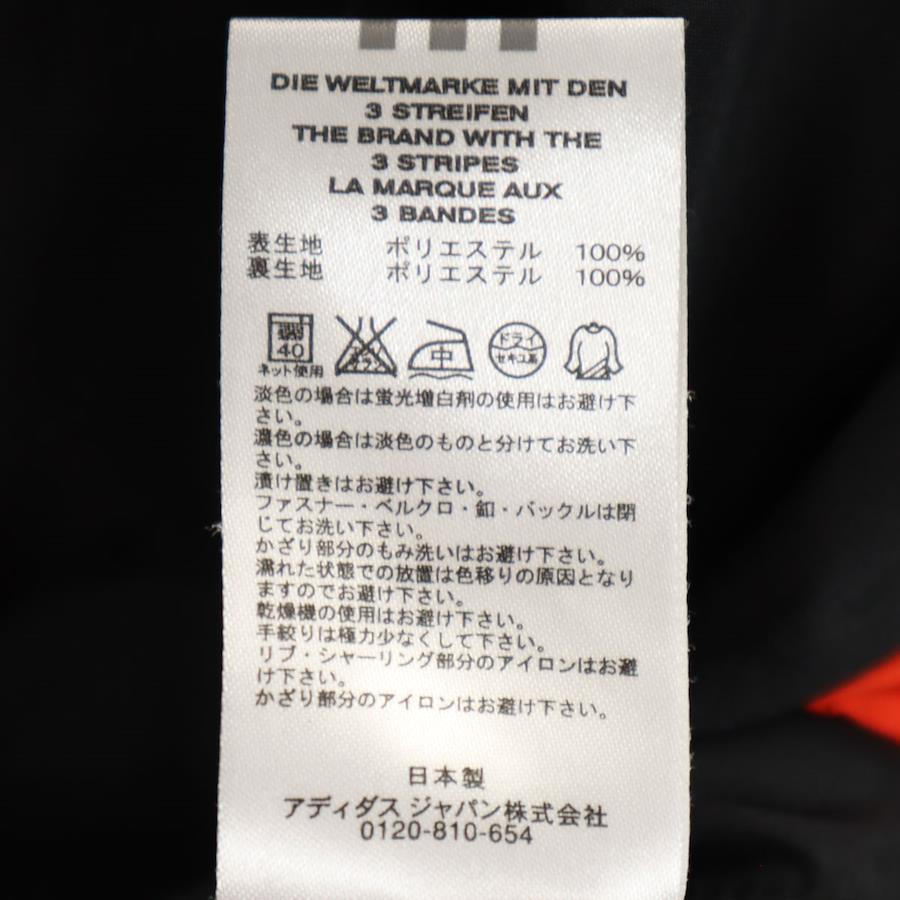 DIE WELTMARKE MIT DEN
3 STREIFEN
THE BRAND WITH THE
3 STRIPES
LA MARQUE AUX
3 BANDES
表生地 ポリエステル 100%
裏生地 ポリエステル 100%
40
ネット使用
中
ドライ
セキユ系
淡色の場合は蛍光増白剤の使用はお避け下
さい。
濃色の場合は淡色のものと分けてお洗い下
さい。
漬け置きはお避け下さい。
ファスナー・ベルクロ・釦・バックルは閉
じてお洗い下さい。
かざり部分のもみ洗いはお避け下さい。
濡れた状態での放置は色移りの原因となり
ますのでお避け下さい。
乾燥機の使用はお避け下さい。
手絞りは極力少なくして下さい。
リブ・シャーリング部分のアイロンはお避
け下さい。
かざり部分のアイロンはお避け下さい。
日本製
アディダス ジャパン株式会社
0120-810-654